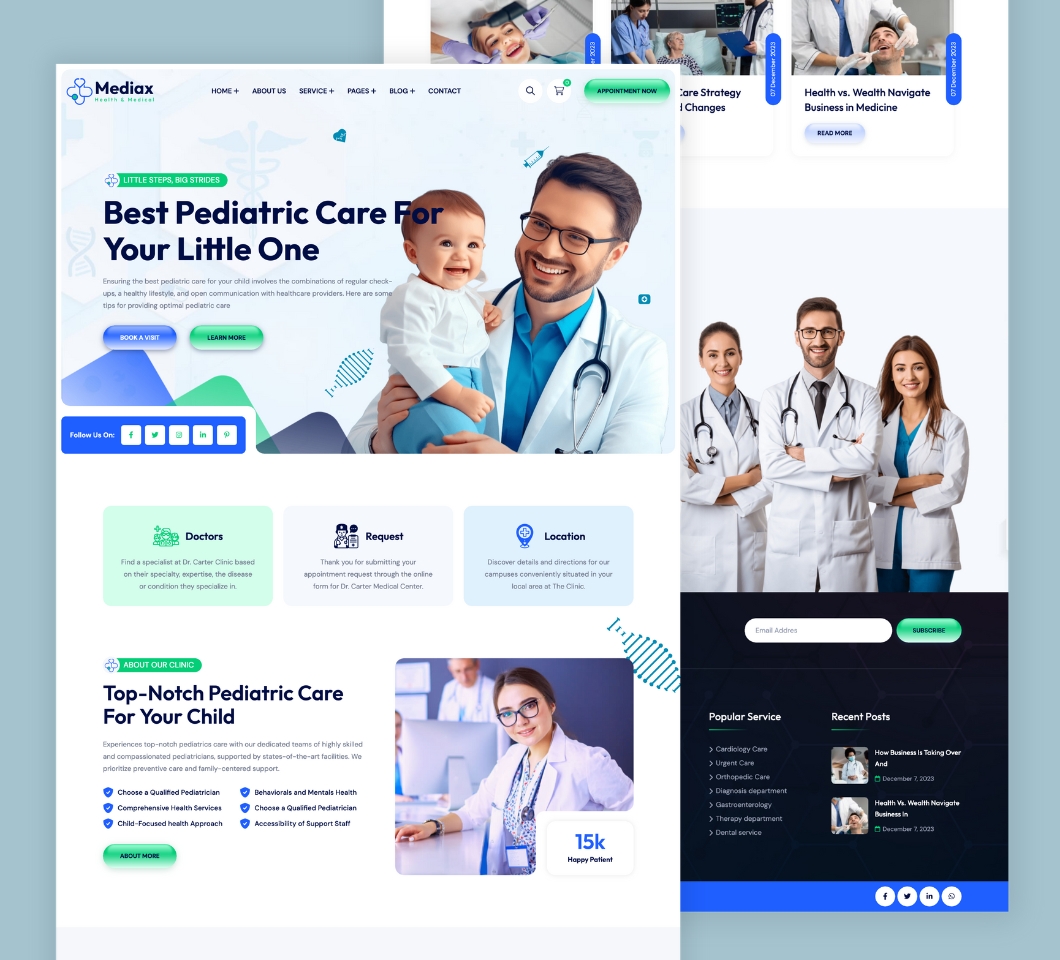 Mediax
Health & Medical
HOME + ABOUT US SERVICE + PAGES + BLOG + CONTACT
0
APPOINTMENT NOW
LITTLE STEPS, BIG STRIDES
Best Pediatric Care For
Your Little One
Ensuring the best pediatric care for your child involves the combinations of regular check-
ups, a healthy lifestyle, and open communication with healthcare providers. Here are some
tips for providing optimal pediatric care
BOOK A VISIT
LEARN MORE
Follow Us On:
Doctors
Find a specialist at Dr. Carter Clinic based
on their specialty, expertise, the disease
or condition they specialize in.
Request
Thank you for submitting your
appointment request through the online
form for Dr. Carter Medical Center.
Location
Discover details and directions for our
campuses conveniently situated in your
local area at The Clinic.
ABOUT OUR CLINIC
Top-Notch Pediatric Care
For Your Child
Experiences top-notch pediatrics care with our dedicated teams of highly skilled
and compassionated pediatricians, supported by states-of-the-art facilities. We
prioritize preventive care and family-centered support.
Choose a Qualified Pediatrician
Behaviorals and Mentals Health
Comprehensive Health Services
Choose a Qualified Pediatrician
Child-Focused health Approach
Accessibility of Support Staff
ABOUT MORE
15k
Happy Patient
2023
07 December 2023
07 December 2023
Care Strategy
Changes
Health vs. Wealth Navigate
Business in Medicine
READ MORE
Email Addres
SUBSCRIBE
Popular Service
Cardiology Care
Urgent Care
Orthopedic Care
Diagnosis department
Gastroenterology
Therapy department
Dental service
Recent Posts
How Business Is Taking Over
And
December 7, 2023
Health Vs. Wealth Navigate
Business In
December 7, 2023